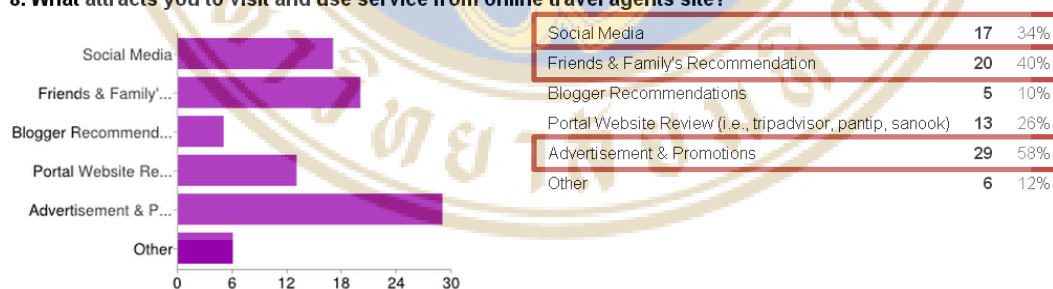 8. What attracts you to visit and use service from online travel agents site?
Social Media
Friends & Family'...
Blogger Recommend...
Portal Website Re...
Advertisement & P...
Other
0 6 12 18 24 30
Social Media 17 34%
Friends & Family's Recommendation 20 40%
Blogger Recommendations 5 10%
Portal Website Review (i.e., tripadvisor, pantip, sanook) 13 26%
Advertisement & Promotions 29 58%
Other 6 12%